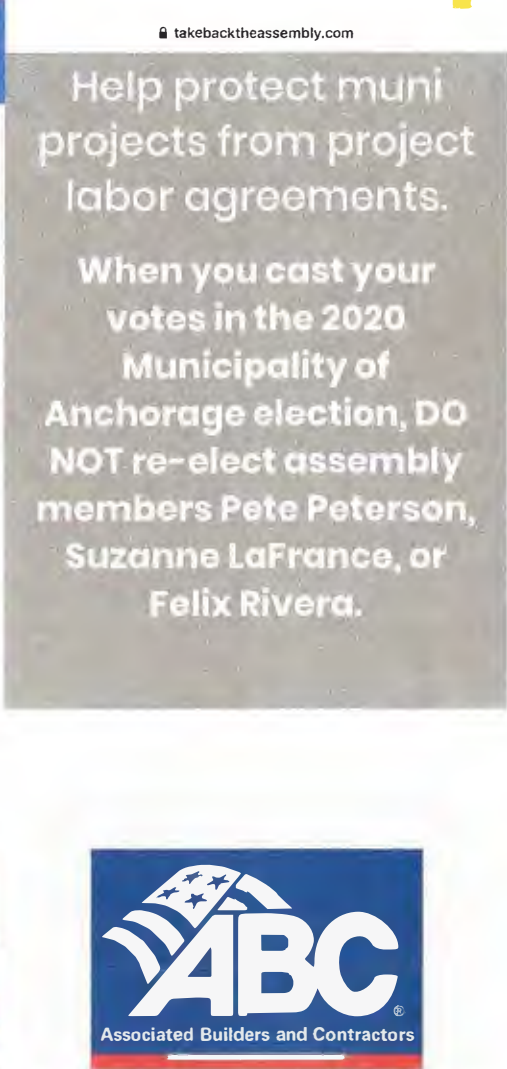 takebacktheassembly.com
Help protect muni
projects from project
labor agreements.
When you cast your
votes in the 2020
Municipality of
Anchorage election, DO
NOT re-elect assembly
members Pete Peterson,
Suzanne LaFrance, or
Felix Rivera.
ABC®
Associated Builders and Contractors